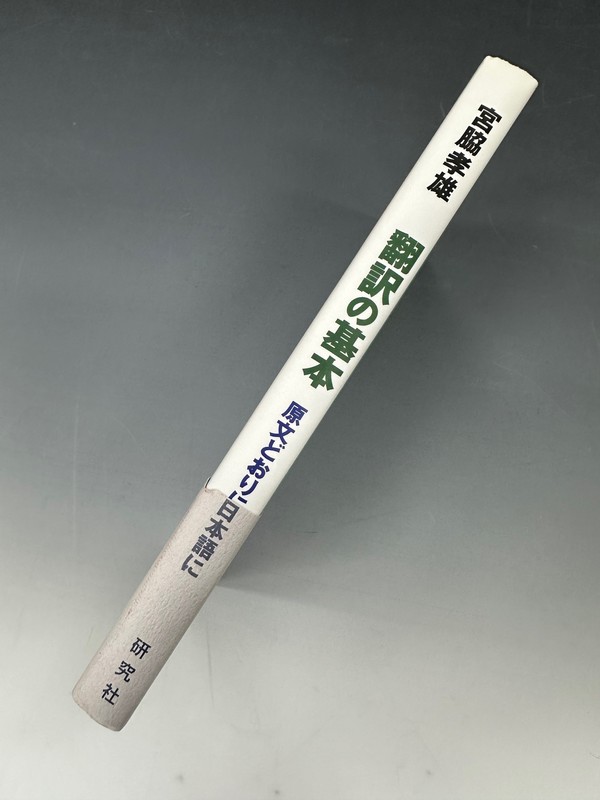 宮脇孝雄
翻訳の基本
原文どおりに日本語に
研究社